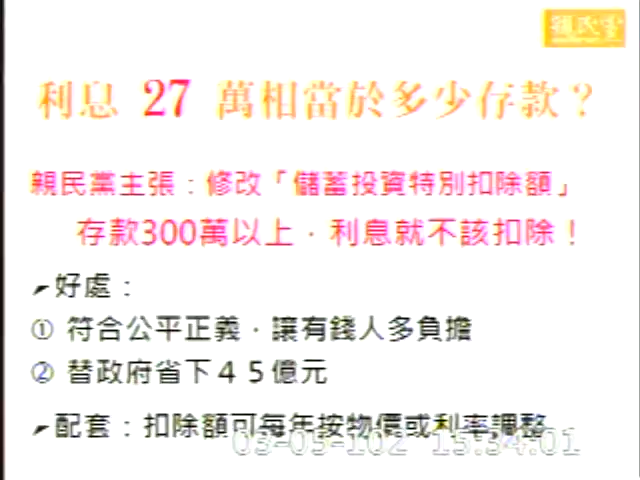 親民黨
利息 27 萬相當於多少存款？
親民黨主張：修改「儲蓄投資特別扣除額」
存款300萬以上，利息就不該扣除！
好處：
① 符合公平正義，讓有錢人多負擔
② 替政府省下４５億元
配套：扣除額可每年按物價或利率調整
03-05-102 15:34:01